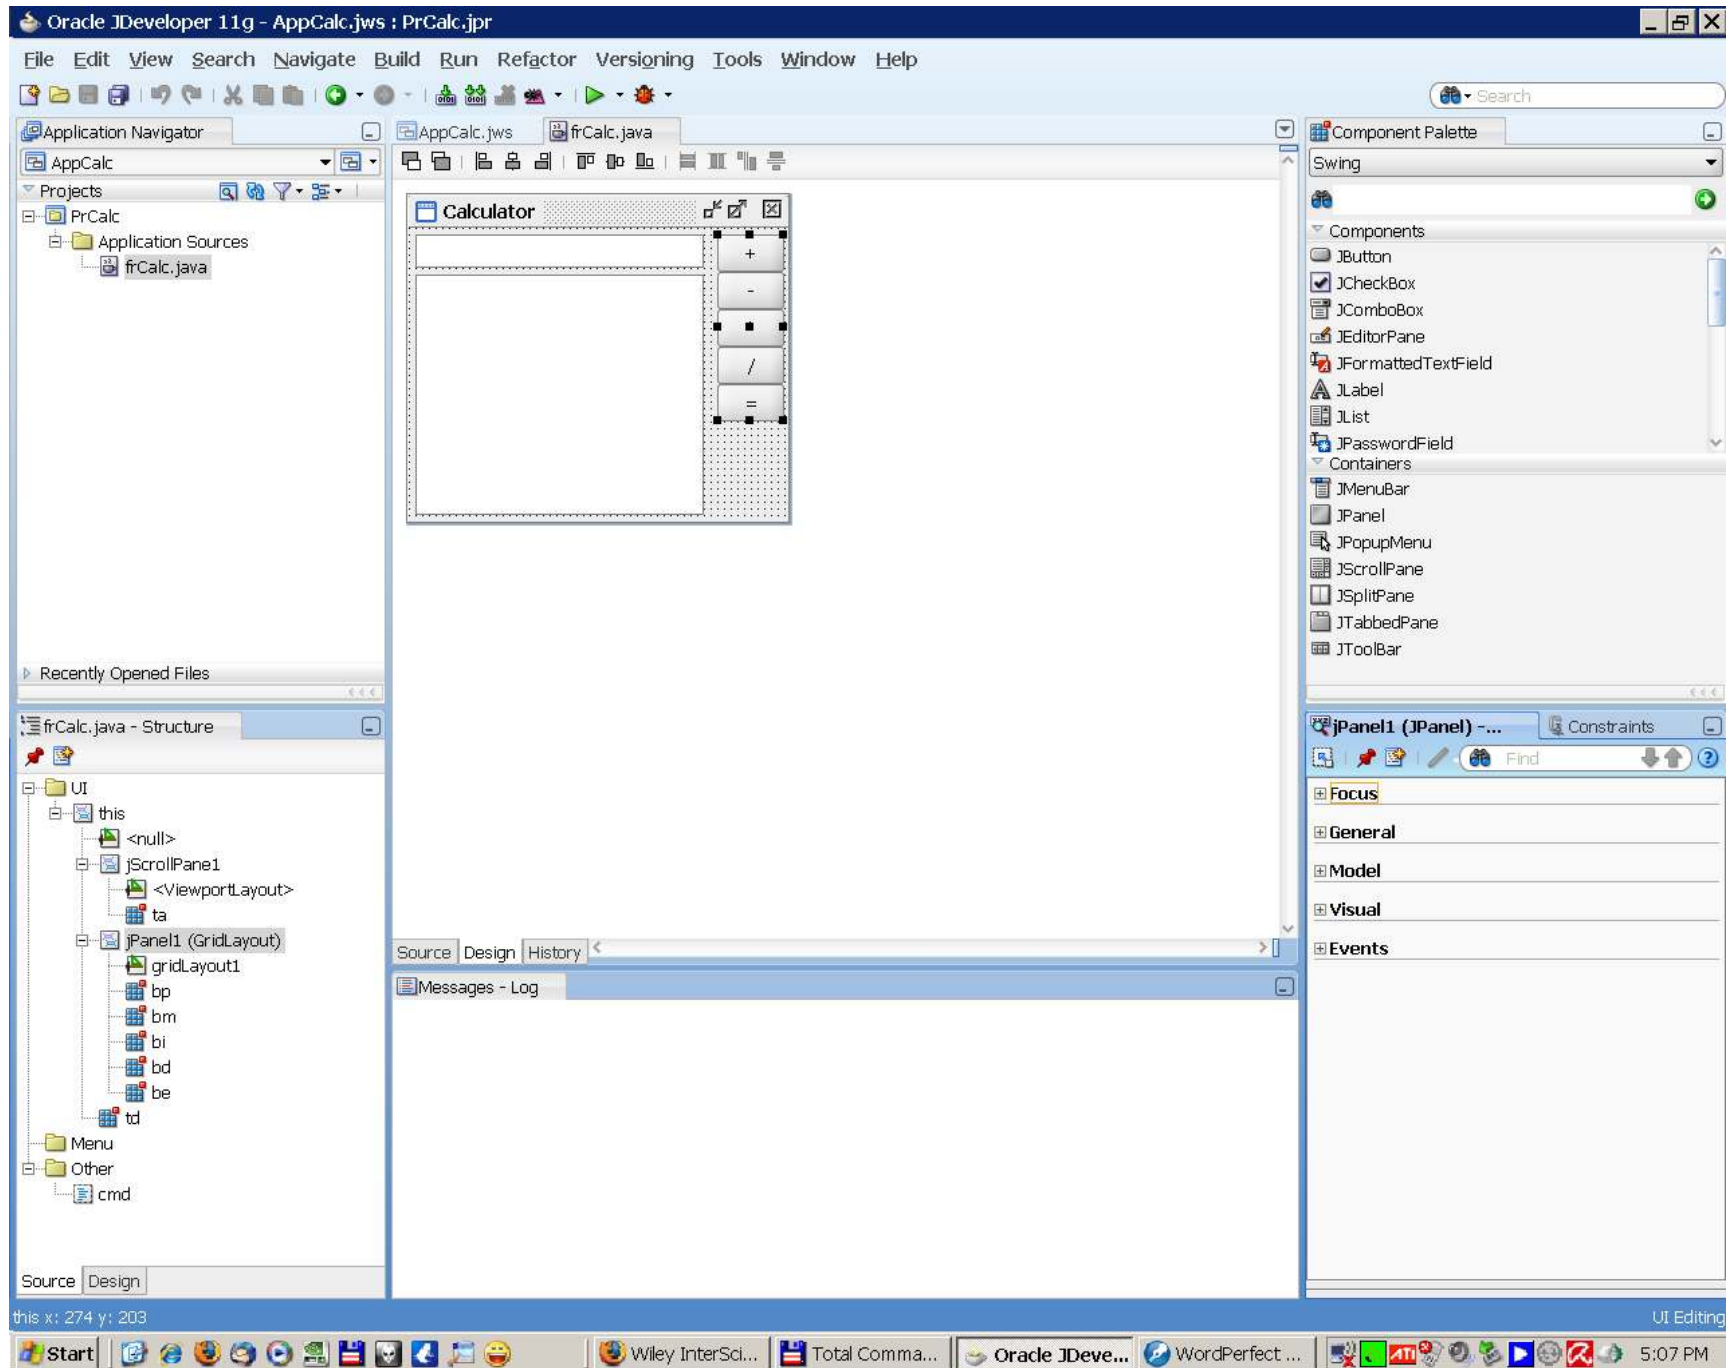 Oracle JDeveloper 11g - AppCalc.jws : PrCalc.jpr
File Edit View Search Navigate Build Run Refactor Versioning Tools Window Help
Search
Application Navigator
AppCalc
Projects
PrCalc
Application Sources
frCalc.java
Recently Opened Files
frCalc.java - Structure
UI
this
<null>
jScrollPane1
<ViewportLayout>
ta
jPanel1 (GridLayout)
gridLayout1
bp
bm
bi
bd
be
td
Menu
Other
cmd
Source Design
AppCalc.jws frCalc.java
Calculator
+
-
/
=
Source Design History
Messages - Log
Component Palette
Swing
Components
JButton
JCheckBox
JComboBox
JEditorPane
JFormattedTextField
JLabel
JList
JPasswordField
Containers
JMenuBar
JPanel
JPopupMenu
JScrollPane
JSplitPane
JTabbedPane
JToolBar
jPanel1 (JPanel) -... Constraints
Find
Focus
General
Model
Visual
Events
this x: 274 y: 203
UI Editing
Start
Wiley InterSci... Total Comma... Oracle JDeve... WordPerfect ...
ATI
5:07 PM